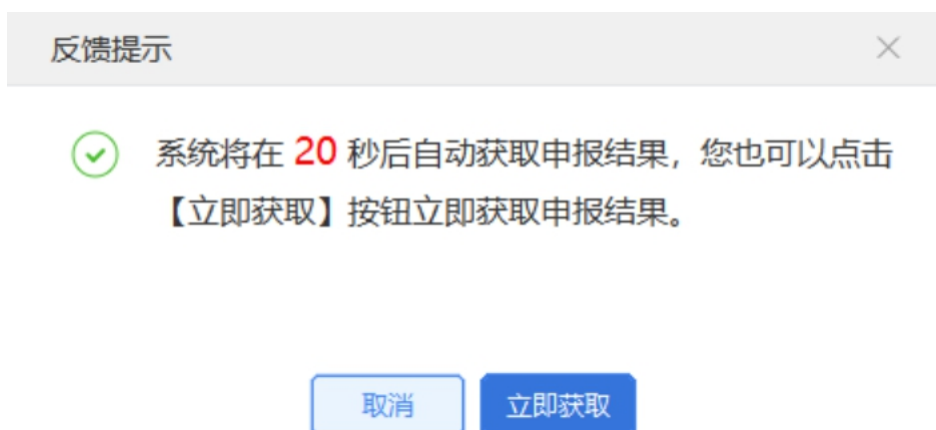 反馈提示
系统将在 20 秒后自动获取申报结果，您也可以点击
【立即获取】按钮立即获取申报结果。
取消 立即获取